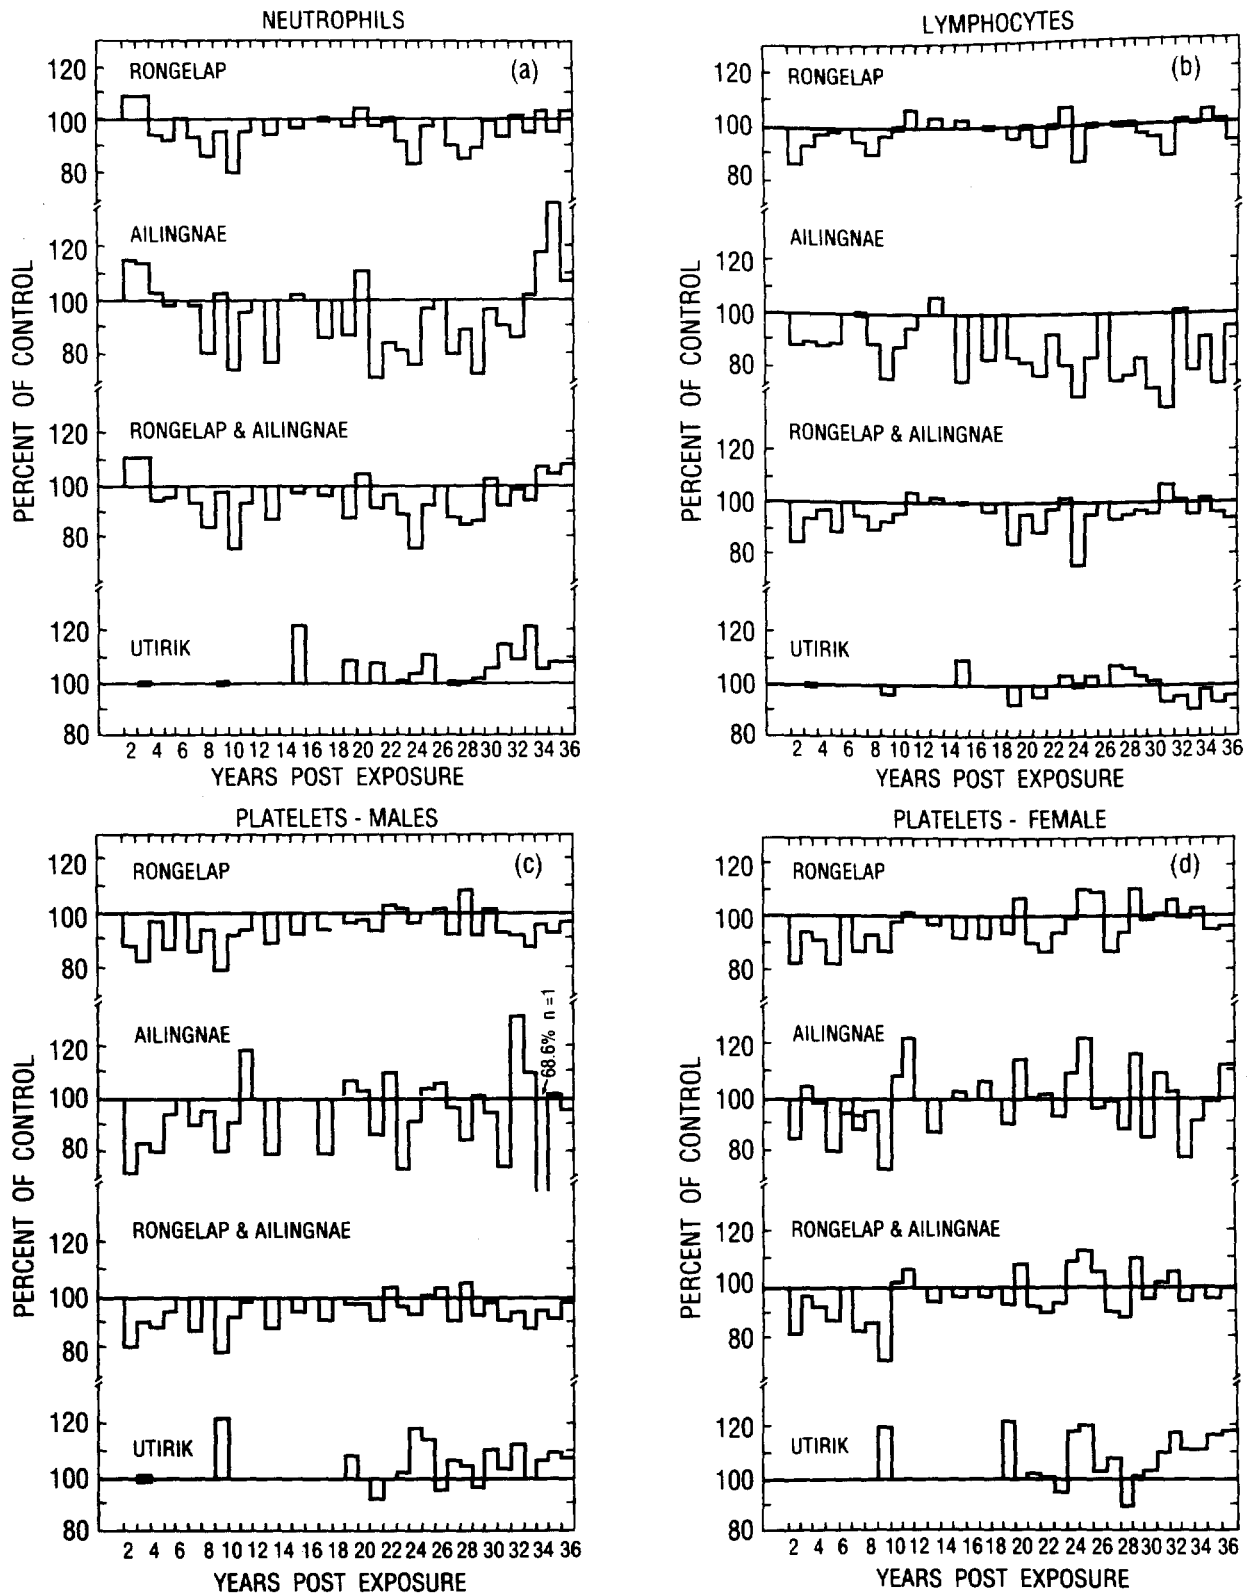 NEUTROPHILS
(a)
RONGELAP
120
100
80
AILINGNAE
120
100
80
RONGELAP & AILINGNAE
120
100
80
UTIRIK
120
100
80
PERCENT OF CONTROL
2 4 6 8 10 12 14 16 18 20 22 24 26 28 30 32 34 36
YEARS POST EXPOSURE
LYMPHOCYTES
(b)
RONGELAP
120
100
80
AILINGNAE
120
100
80
RONGELAP & AILINGNAE
120
100
80
UTIRIK
120
100
80
PERCENT OF CONTROL
2 4 6 8 10 12 14 16 18 20 22 24 26 28 30 32 34 36
YEARS POST EXPOSURE
PLATELETS - MALES
(c)
RONGELAP
120
100
80
AILINGNAE
68.6% n=1
120
100
80
RONGELAP & AILINGNAE
120
100
80
UTIRIK
120
100
80
PERCENT OF CONTROL
2 4 6 8 10 12 14 16 18 20 22 24 26 28 30 32 34 36
YEARS POST EXPOSURE
PLATELETS - FEMALE
(d)
RONGELAP
120
100
80
AILINGNAE
120
100
80
RONGELAP & AILINGNAE
120
100
80
UTIRIK
120
100
80
PERCENT OF CONTROL
2 4 6 8 10 12 14 16 18 20 22 24 26 28 30 32 34 36
YEARS POST EXPOSURE